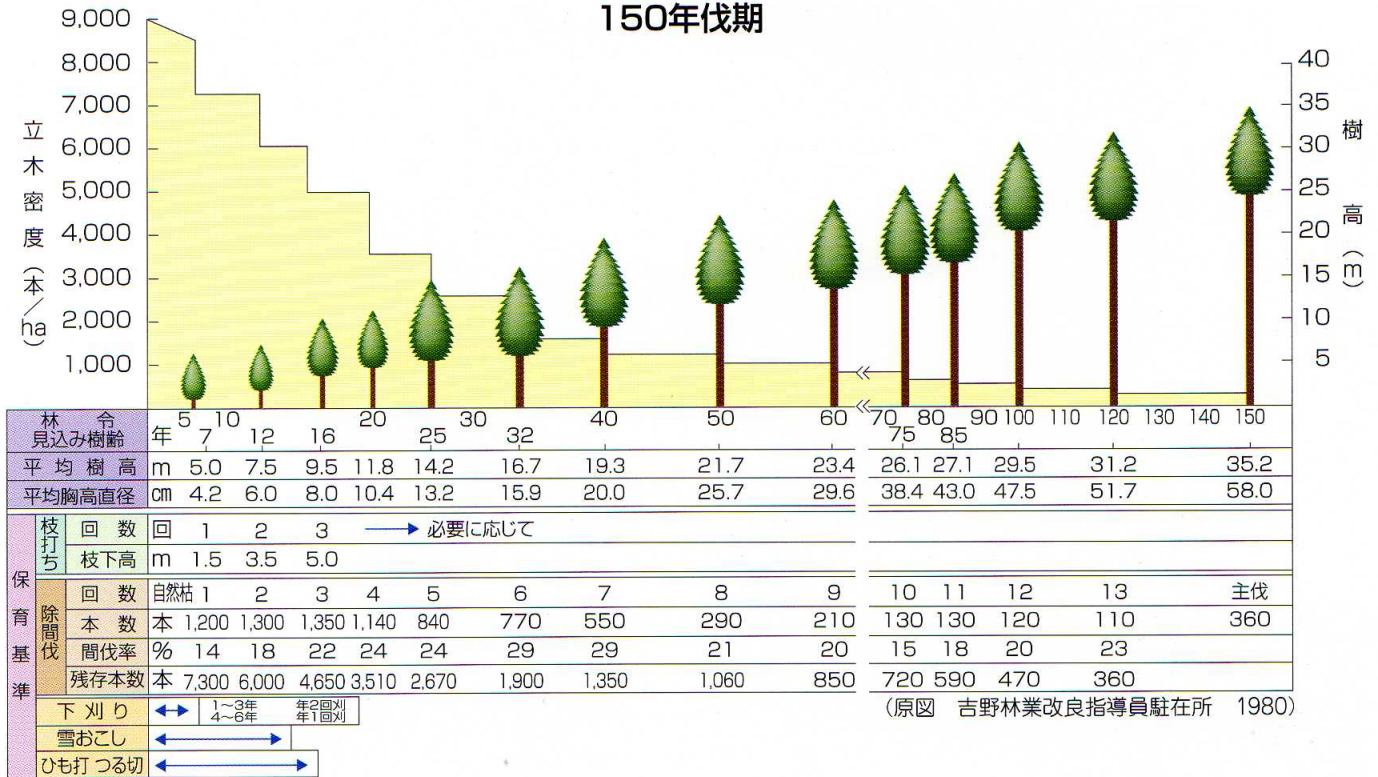 150年伐期
9,000
8,000
7,000
6,000
5,000
4,000
3,000
2,000
1,000
立木密度(本/ha)
40
35
30
25
20
15
10
5
樹高(m)
林令 5 10 20 30 40 50 60 70 80 90 100 110 120 130 140 150
見込み樹齢 年 7 12 16 25 32 75 85
平均樹高 m 5.0 7.5 9.5 11.8 14.2 16.7 19.3 21.7 23.4 26.1 27.1 29.5 31.2 35.2
平均胸高直径 cm 4.2 6.0 8.0 10.4 13.2 15.9 20.0 25.7 29.6 38.4 43.0 47.5 51.7 58.0
保育基準
枝打ち
回数 回 1 2 3 必要に応じて
枝下高 m 1.5 3.5 5.0
除間伐
回数 自然枯 1 2 3 4 5 6 7 8 9 10 11 12 13 主伐
本数 本 1,200 1,300 1,350 1,140 840 770 550 290 210 130 130 120 110 360
間伐率 % 14 18 22 24 24 29 29 21 20 15 18 20 23
残存本数 本 7,300 6,000 4,650 3,510 2,670 1,900 1,350 1,060 850 720 590 470 360
下刈り 1~3年 年2回刈
4~6年 年1回刈
雪おこし
ひも打 つる切
(原図 吉野林業改良指導員駐在所 1980)